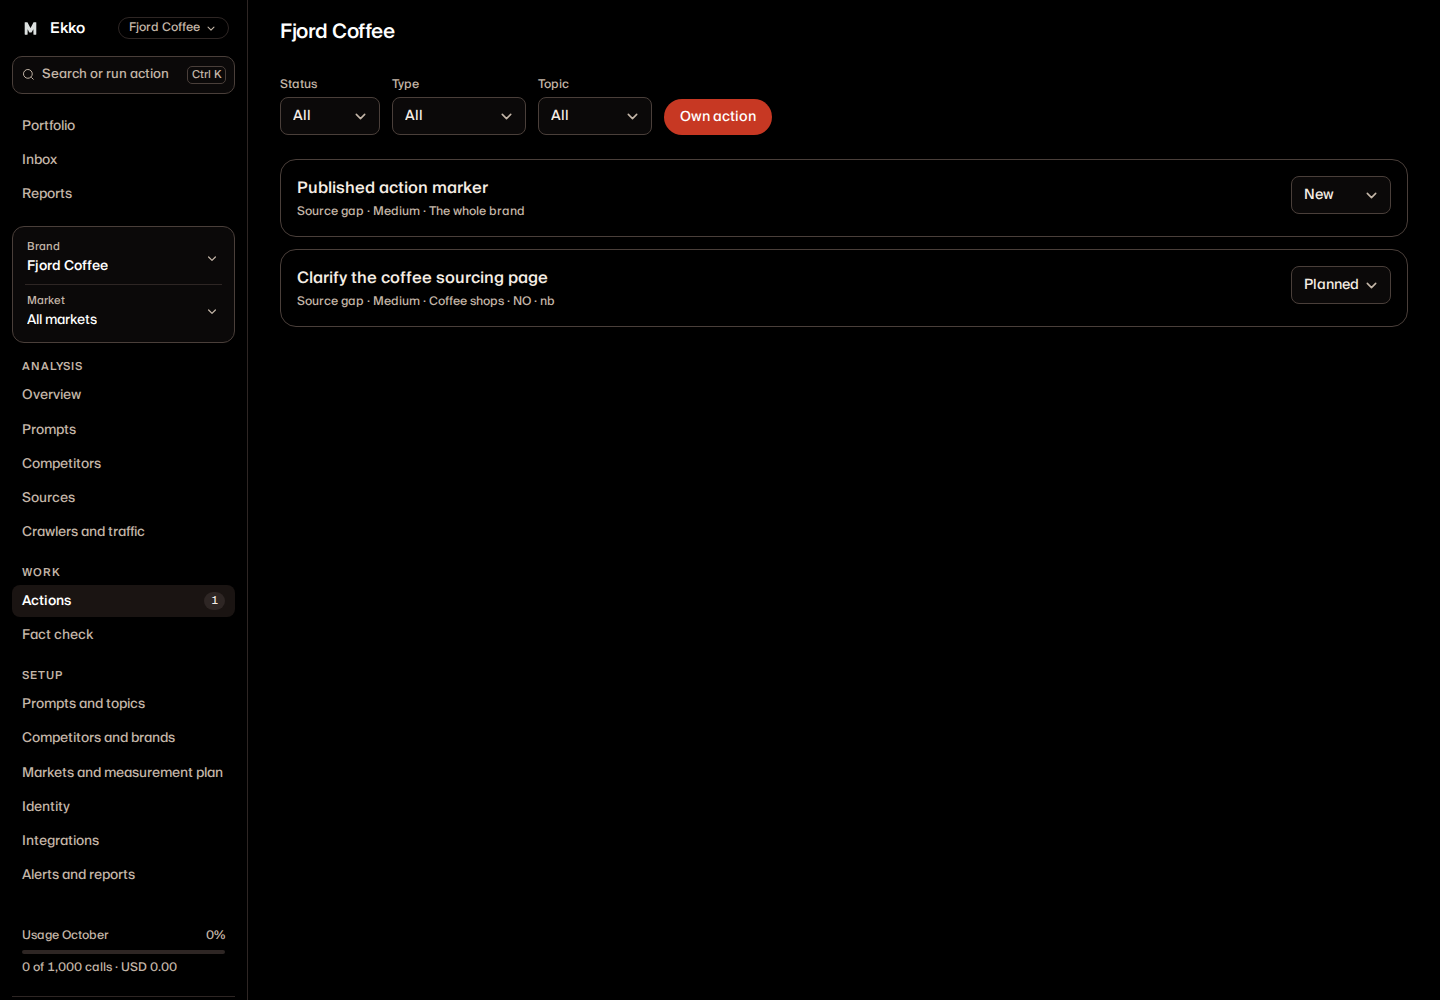 Ekko
Fjord Coffee
Search or run action
Ctrl K
Portfolio
Inbox
Reports
Brand
Fjord Coffee
Market
All markets
ANALYSIS
Overview
Prompts
Competitors
Sources
Crawlers and traffic
WORK
Actions 1
Fact check
SETUP
Prompts and topics
Competitors and brands
Markets and measurement plan
Identity
Integrations
Alerts and reports
Usage October 0%
0 of 1,000 calls · USD 0.00
Fjord Coffee
Status Type Topic
All All All Own action
Published action marker
Source gap · Medium · The whole brand
New
Clarify the coffee sourcing page
Source gap · Medium · Coffee shops · NO · nb
Planned